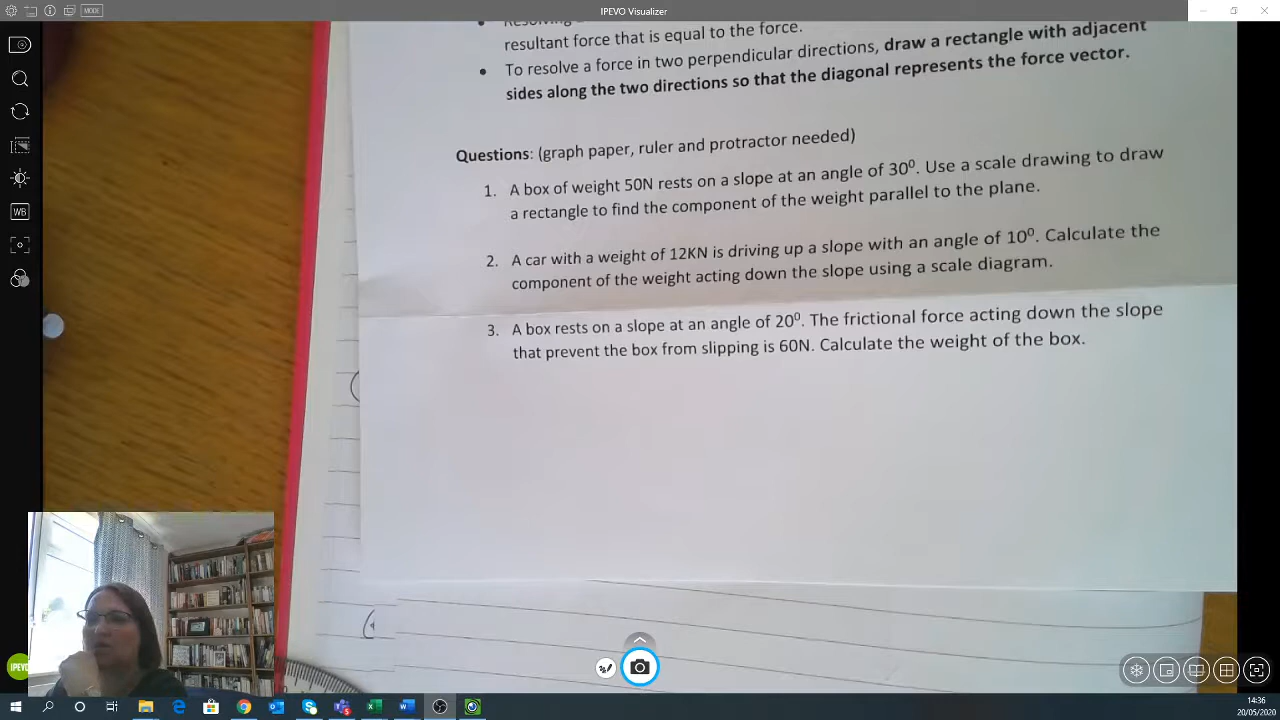 IPEVO Visualizer
MODE
resultant force that is equal to the force.
• To resolve a force in two perpendicular directions, draw a rectangle with adjacent
sides along the two directions so that the diagonal represents the force vector.
Questions: (graph paper, ruler and protractor needed)
1. A box of weight 50N rests on a slope at an angle of 30⁰. Use a scale drawing to draw
a rectangle to find the component of the weight parallel to the plane.
2. A car with a weight of 12KN is driving up a slope with an angle of 10⁰. Calculate the
component of the weight acting down the slope using a scale diagram.
3. A box rests on a slope at an angle of 20⁰. The frictional force acting down the slope
that prevent the box from slipping is 60N. Calculate the weight of the box.
WB
IPEVO
14:36
20/05/2020